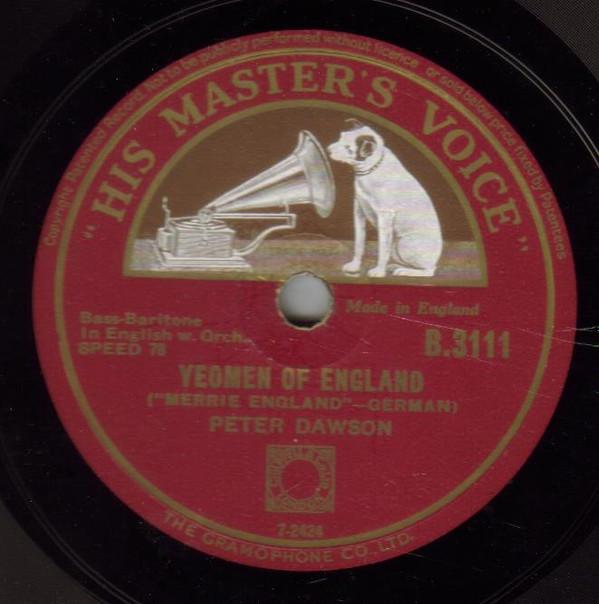 Copyright Patented Record. Not to be publicly performed without licence or sold below price fixed by Patentees
"HIS MASTER'S VOICE"
Made in England
Bass-Baritone
In English w. Orch.
SPEED 78
B.3111
YEOMEN OF ENGLAND
("MERRIE ENGLAND"—GERMAN)
PETER DAWSON
7-2424
THE GRAMOPHONE CO., LTD.